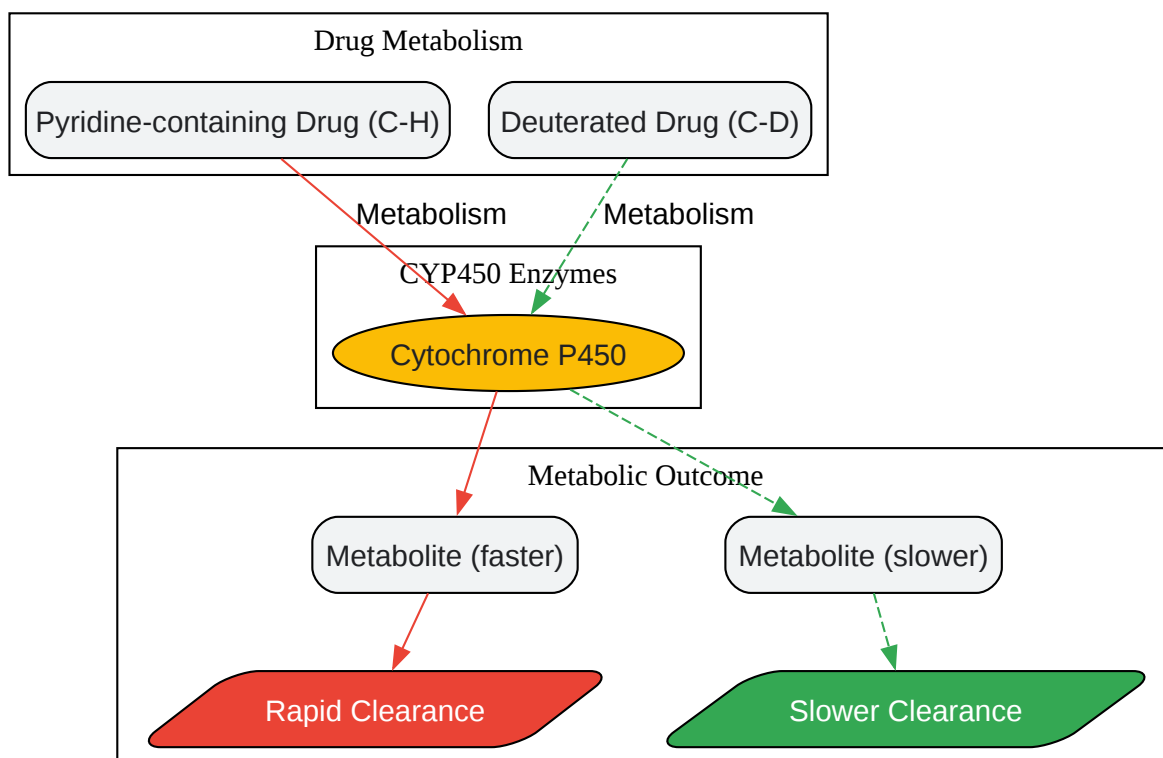 Drug Metabolism
Pyridine-containing Drug (C-H)
Deuterated Drug (C-D)
Metabolism
Metabolism
CYP450 Enzymes
Cytochrome P450
Metabolic Outcome
Metabolite (faster)
Metabolite (slower)
Rapid Clearance
Slower Clearance